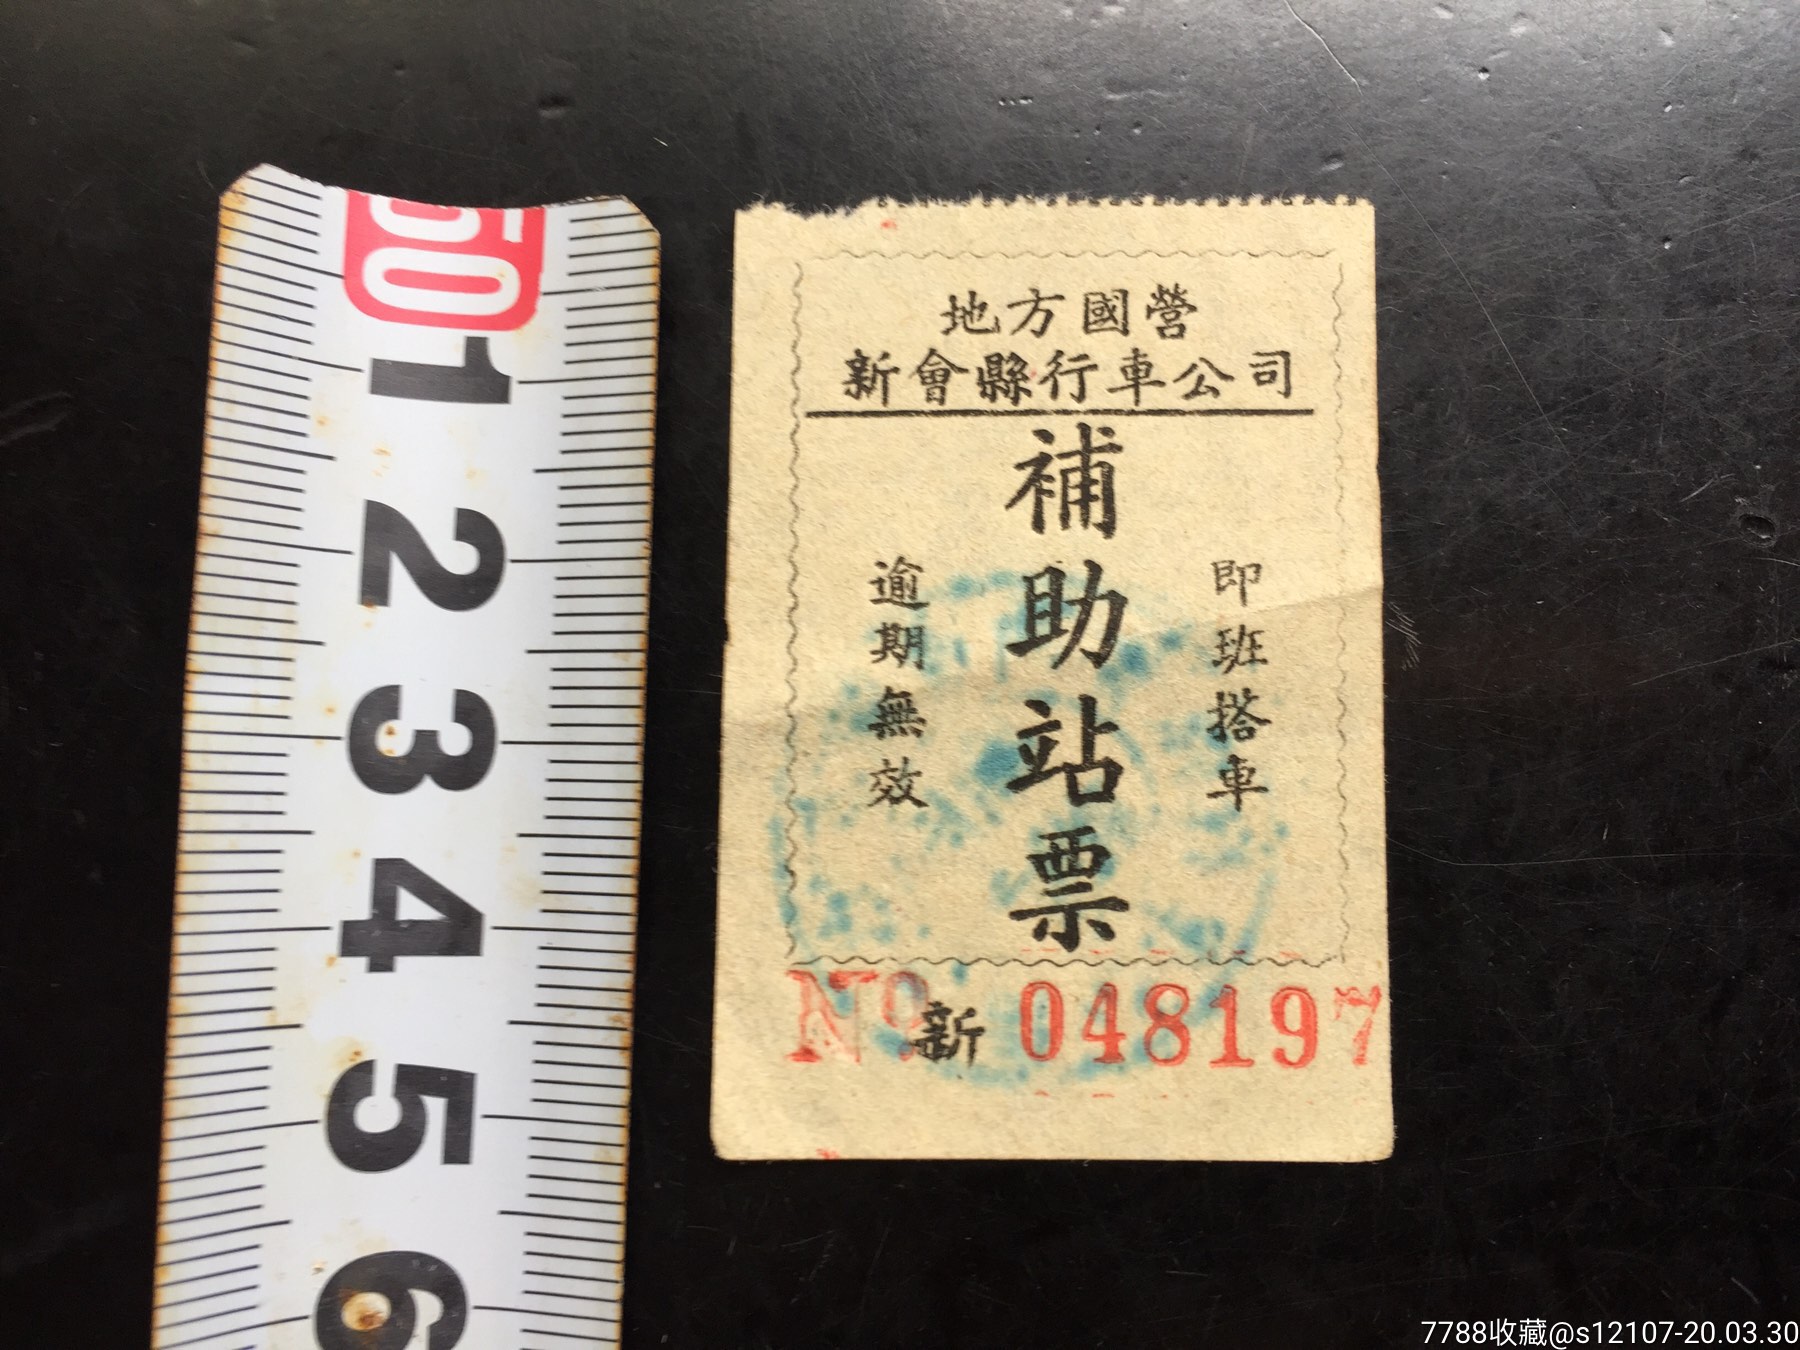 地方國營
新會縣行車公司
補助站票
即班搭車
逾期無效
No 新 048197
50
1
2
3
4
5
6
7788收藏@s12107-20.03.30